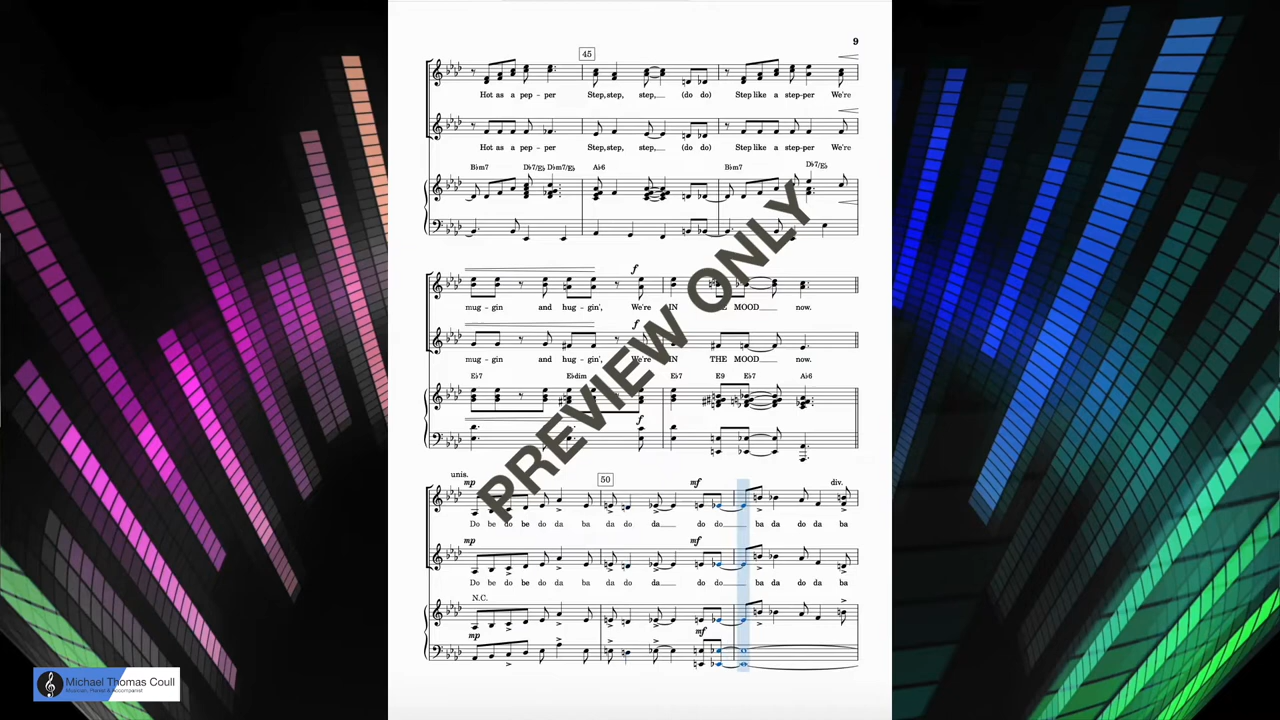 9
45
Hot as a pep - per Step, step, step, (do do) Step like a step-per We're
Hot as a pep - per Step, step, step, (do do) Step like a step-per We're
B♭m7 D♭7/E♭ D♭m7/E♭ A♭6 B♭m7 D♭7/E♭
f
mug - gin and hug - gin', We're IN THE MOOD now.
f
mug - gin and hug - gin', We're IN THE MOOD now.
E♭7 E♭dim E♭7 E9 E♭7 A♭6
f
unis. 50 div.
mp mf
Do be do be do da ba da do da do do ba da do da ba
mp mf
Do be do be do da ba da do da do do ba da do da ba
N.C.
mp mf
PREVIEW ONLY
Michael Thomas Coull
Musician, Pianist & Accompanist